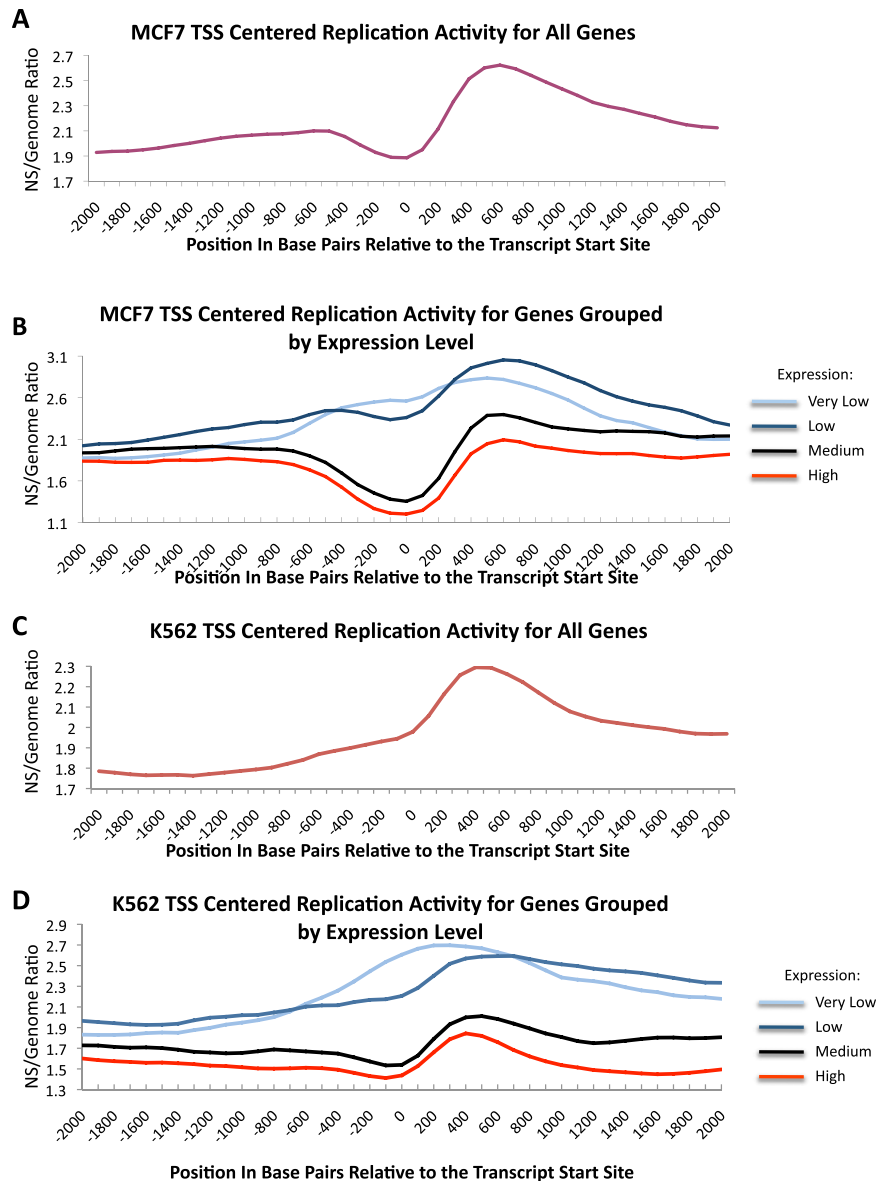 A
MCF7 TSS Centered Replication Activity for All Genes
NS/Genome Ratio
2.7
2.5
2.3
2.1
1.9
1.7
-2000 -1800 -1600 -1400 -1200 -1000 -800 -600 -400 -200 0 200 400 600 800 1000 1200 1400 1600 1800 2000
Position In Base Pairs Relative to the Transcript Start Site
B
MCF7 TSS Centered Replication Activity for Genes Grouped
by Expression Level
NS/Genome Ratio
3.1
2.6
2.1
1.6
1.1
-2000 -1800 -1600 -1400 -1200 -1000 -800 -600 -400 -200 0 200 400 600 800 1000 1200 1400 1600 1800 2000
Position In Base Pairs Relative to the Transcript Start Site
Expression:
Very Low
Low
Medium
High
C
K562 TSS Centered Replication Activity for All Genes
NS/Genome Ratio
2.3
2.2
2.1
2
1.9
1.8
1.7
-2000 -1800 -1600 -1400 -1200 -1000 -800 -600 -400 -200 0 200 400 600 800 1000 1200 1400 1600 1800 2000
Position In Base Pairs Relative to the Transcript Start Site
D
K562 TSS Centered Replication Activity for Genes Grouped
by Expression Level
NS/Genome Ratio
2.9
2.7
2.5
2.3
2.1
1.9
1.7
1.5
1.3
-2000 -1800 -1600 -1400 -1200 -1000 -800 -600 -400 -200 0 200 400 600 800 1000 1200 1400 1600 1800 2000
Position In Base Pairs Relative to the Transcript Start Site
Expression:
Very Low
Low
Medium
High